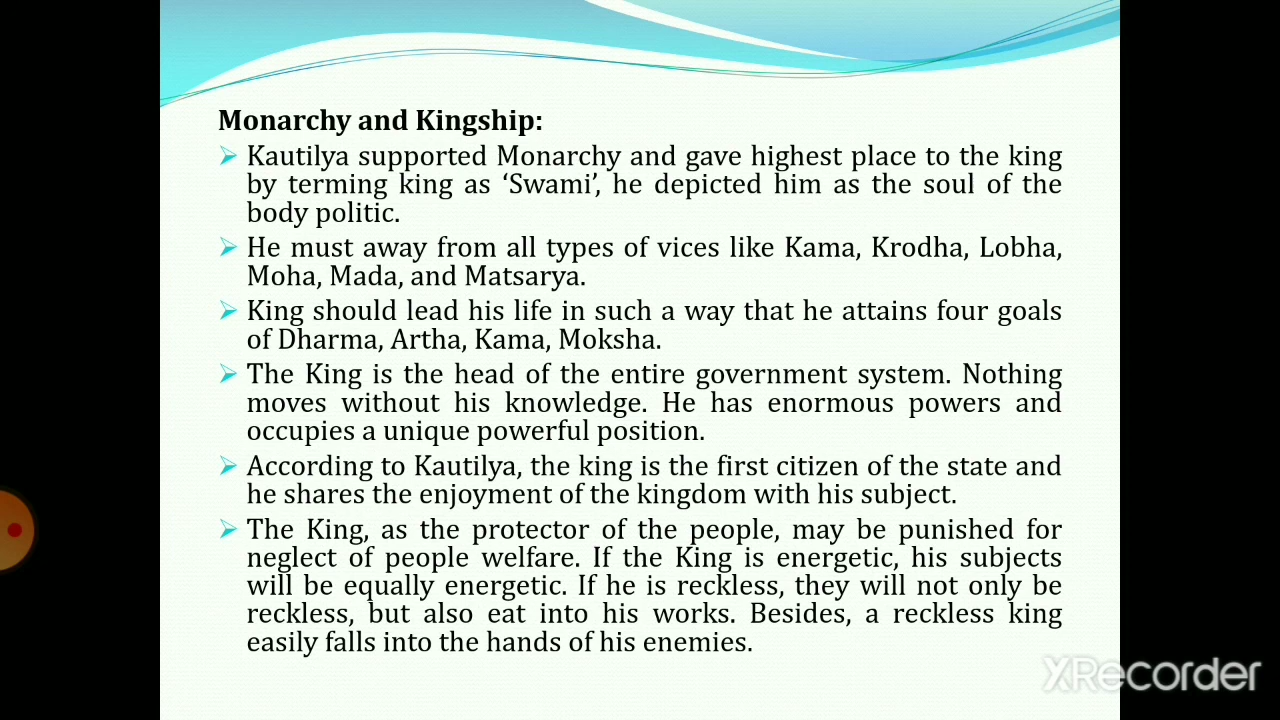 Monarchy and Kingship:
Kautilya supported Monarchy and gave highest place to the king
by terming king as ‘Swami’, he depicted him as the soul of the
body politic.
He must away from all types of vices like Kama, Krodha, Lobha,
Moha, Mada, and Matsarya.
King should lead his life in such a way that he attains four goals
of Dharma, Artha, Kama, Moksha.
The King is the head of the entire government system. Nothing
moves without his knowledge. He has enormous powers and
occupies a unique powerful position.
According to Kautilya, the king is the first citizen of the state and
he shares the enjoyment of the kingdom with his subject.
The King, as the protector of the people, may be punished for
neglect of people welfare. If the King is energetic, his subjects
will be equally energetic. If he is reckless, they will not only be
reckless, but also eat into his works. Besides, a reckless king
easily falls into the hands of his enemies.
XRecorder